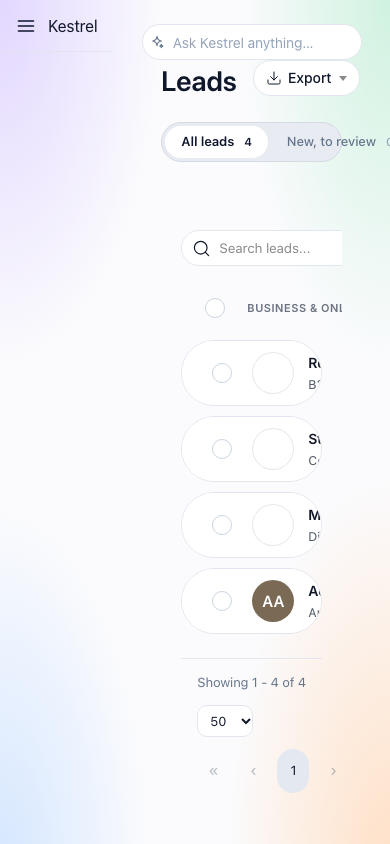 Kestrel
Ask Kestrel anything...
Leads
Export
All leads 4
New, to review
Search leads...
BUSINESS & ONL
AA
Showing 1 - 4 of 4
50
« ‹ 1 ›